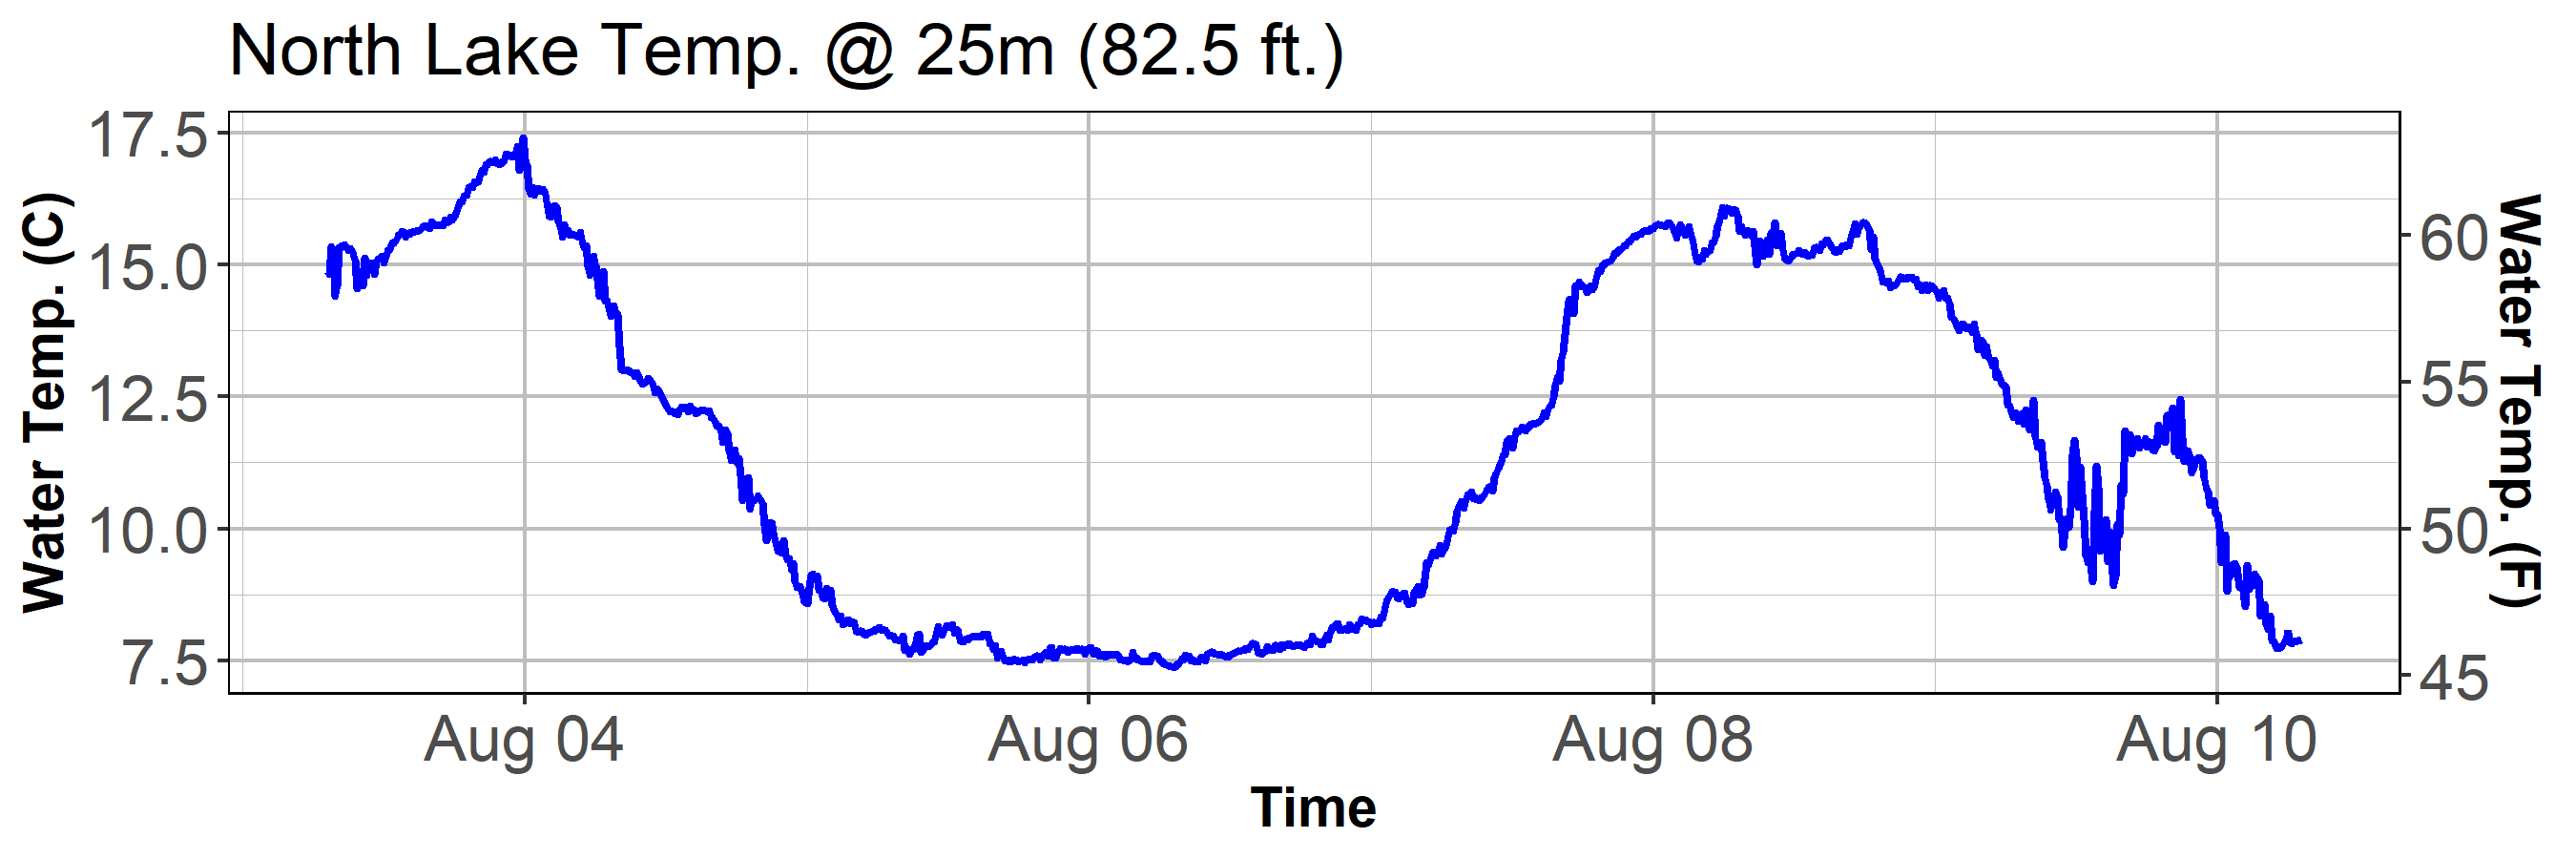 North Lake Temp. @ 25m (82.5 ft.)
Water Temp. (C)
17.5
15.0
12.5
10.0
7.5
60
55
50
45
Water Temp. (F)
Aug 04 Aug 06 Aug 08 Aug 10
Time